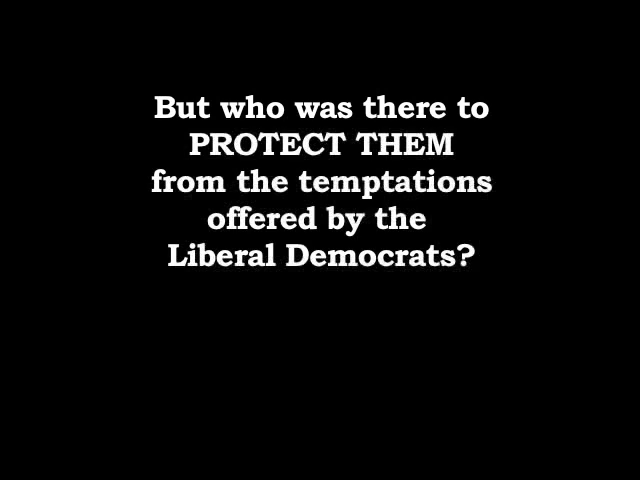 But who was there to
PROTECT THEM
from the temptations
offered by the
Liberal Democrats?